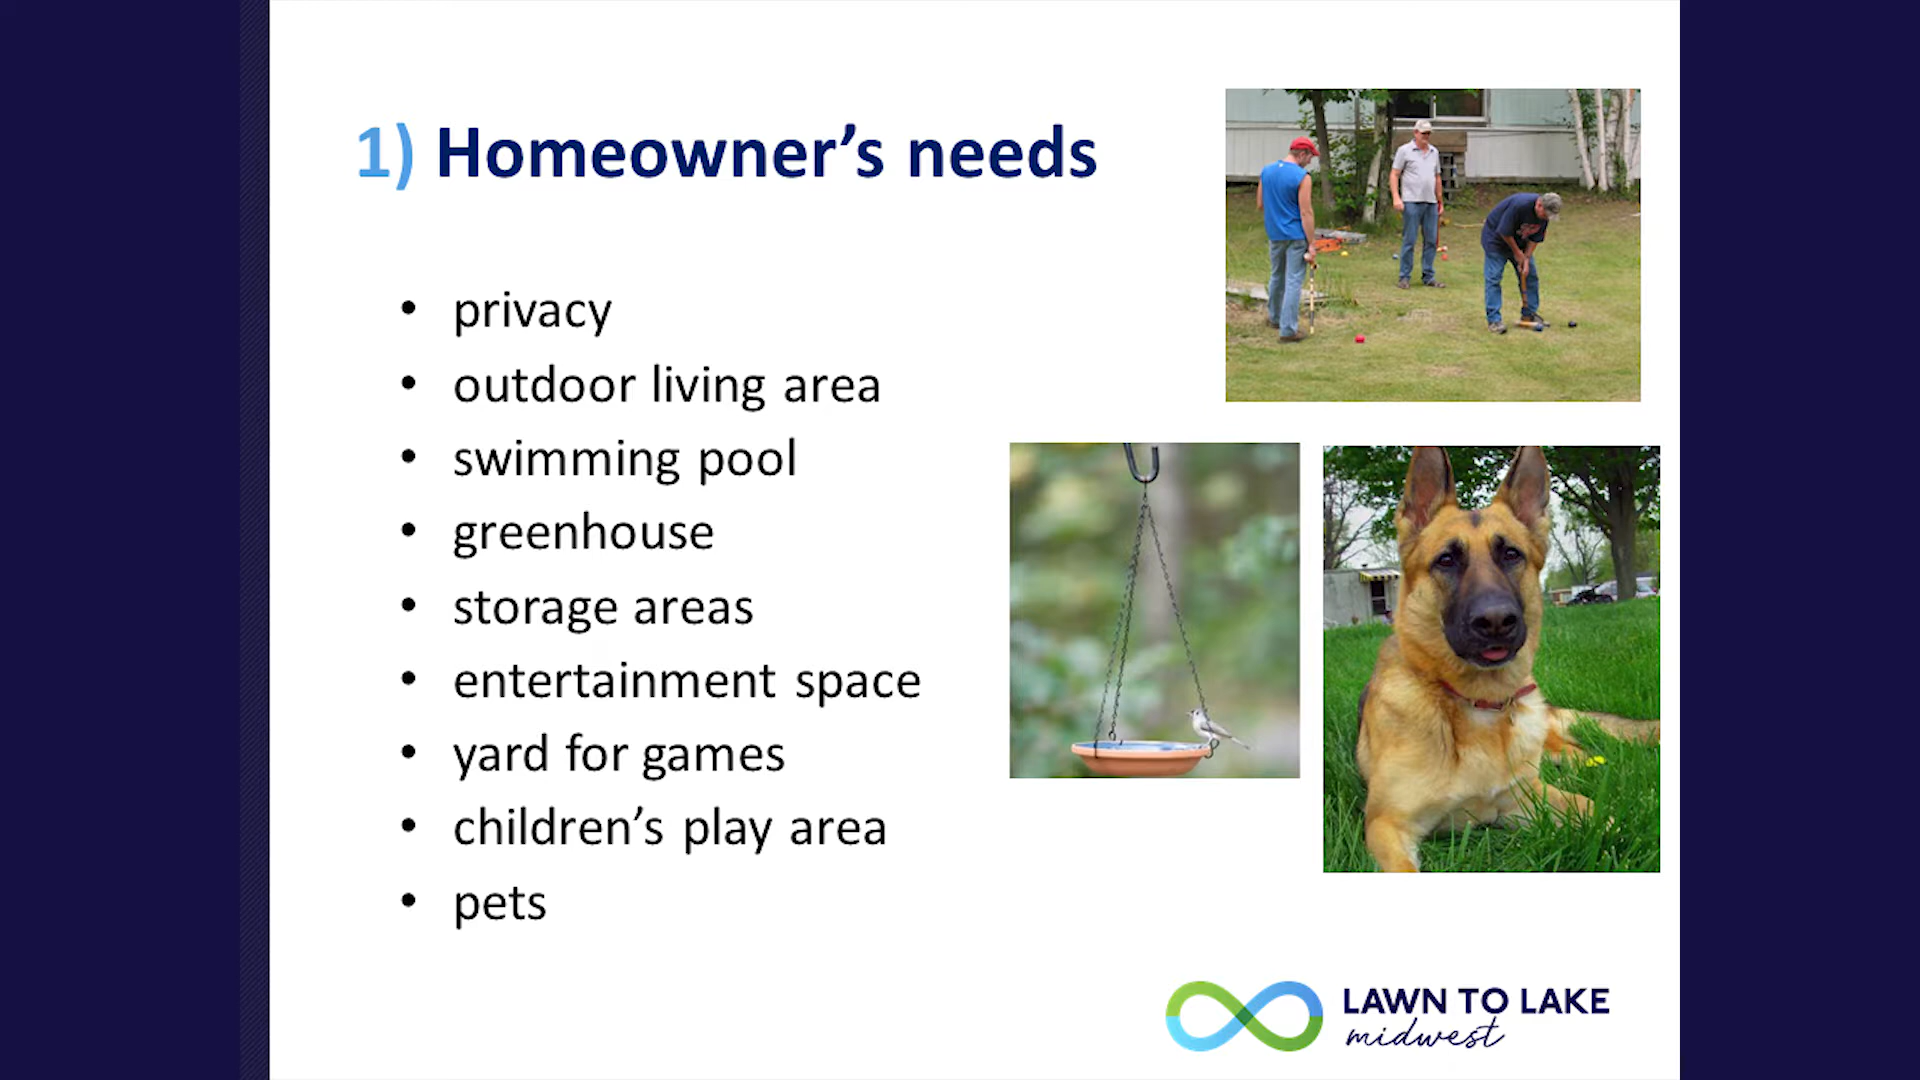 1) Homeowner’s needs
• privacy
• outdoor living area
• swimming pool
• greenhouse
• storage areas
• entertainment space
• yard for games
• children’s play area
• pets
LAWN TO LAKE
midwest